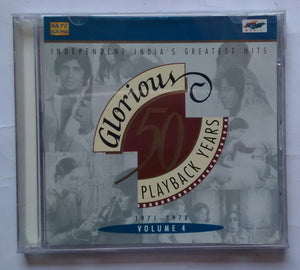 INDEPENDENT INDIA'S GREATEST HITS
Glorious
50
PLAYBACK YEARS
1971-1978
VOLUME 4